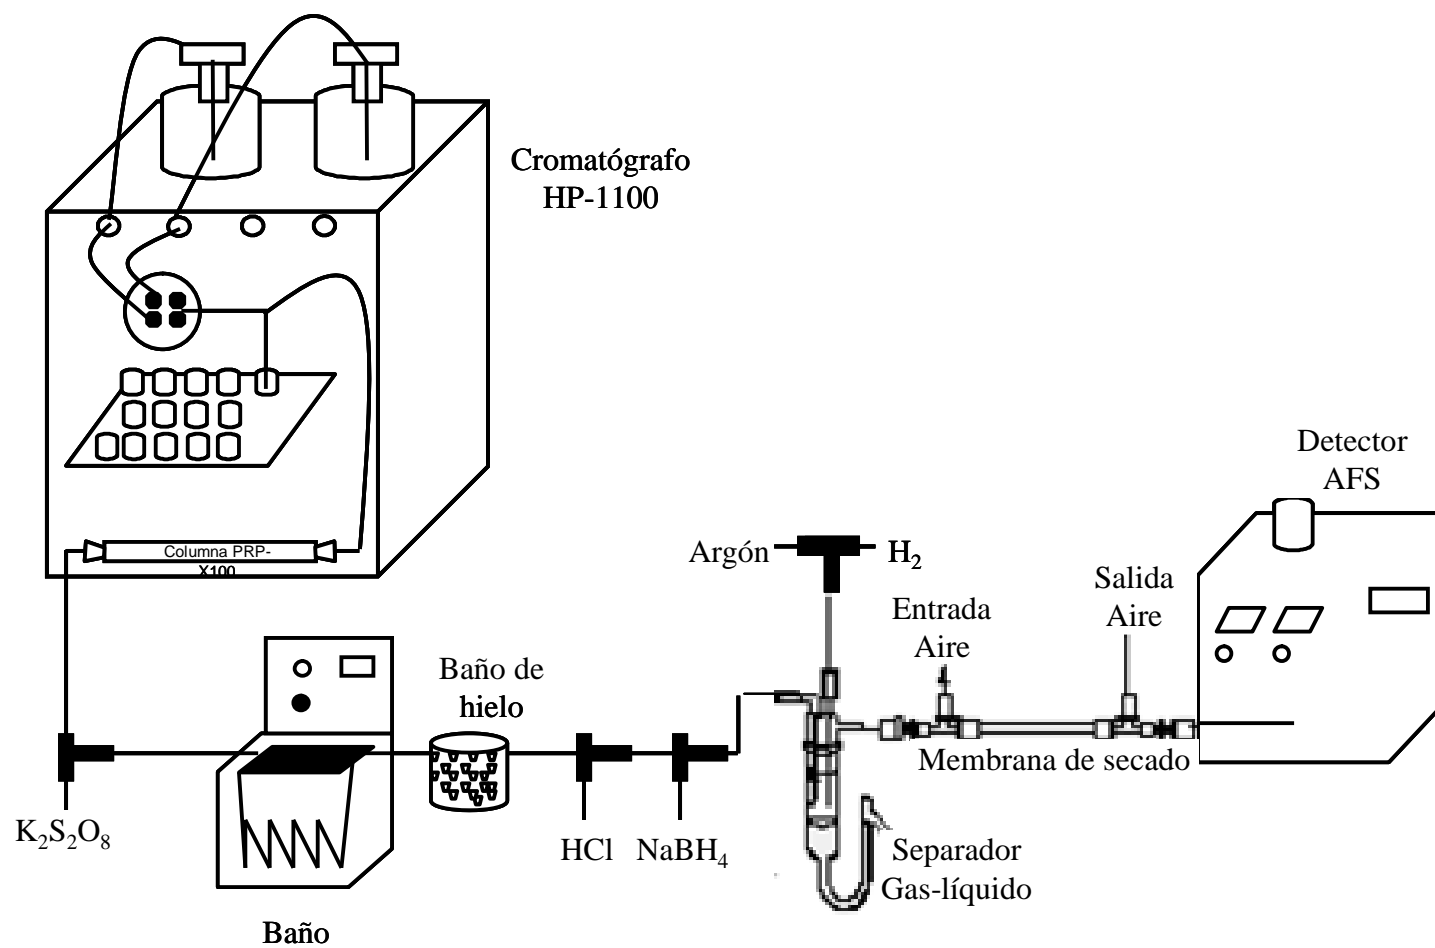 Cromatógrafo
HP-1100
Columna PRP-
X100
Detector
AFS
Argón
H₂
Entrada
Aire
Salida
Aire
Baño de
hielo
Membrana de secado
K₂S₂O₈
HCl
NaBH₄
Separador
Gas-líquido
Baño